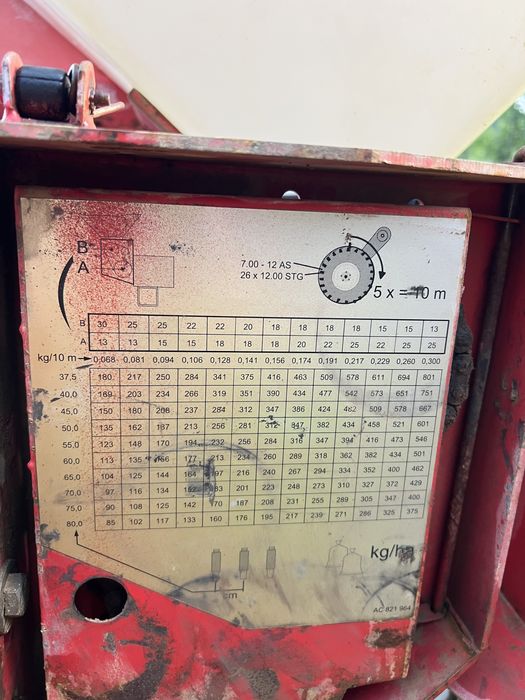 B
A
7.00 - 12 AS
26 x 12.00 STG
5 x = 10 m
B 30 25 25 22 22 20 18 18 18 18 15 15 13
A 13 13 15 15 18 18 18 20 22 25 22 25 25
kg/10 m 0,068 0,081 0,094 0,106 0,128 0,141 0,156 0,174 0,191 0,217 0,229 0,260 0,300
37,5 180 217 250 284 341 375 416 463 509 578 611 694 801
40,0 169 203 234 266 319 351 390 434 477 542 573 651 751
45,0 150 180 208 237 284 312 347 386 424 482 509 578 667
50,0 135 162 187 213 256 281 312 347 382 434 458 521 601
55,0 123 148 170 194 232 256 284 316 347 394 416 473 546
60,0 113 135 156 177 213 234 260 289 318 362 382 434 501
65,0 104 125 144 164 197 216 240 267 294 334 352 400 462
70,0 97 116 134 152 183 201 223 248 273 310 327 372 429
75,0 90 108 125 142 170 187 208 231 255 289 305 347 400
80,0 85 102 117 133 160 176 195 217 239 271 286 325 375
cm
kg/ha
AC 821 964